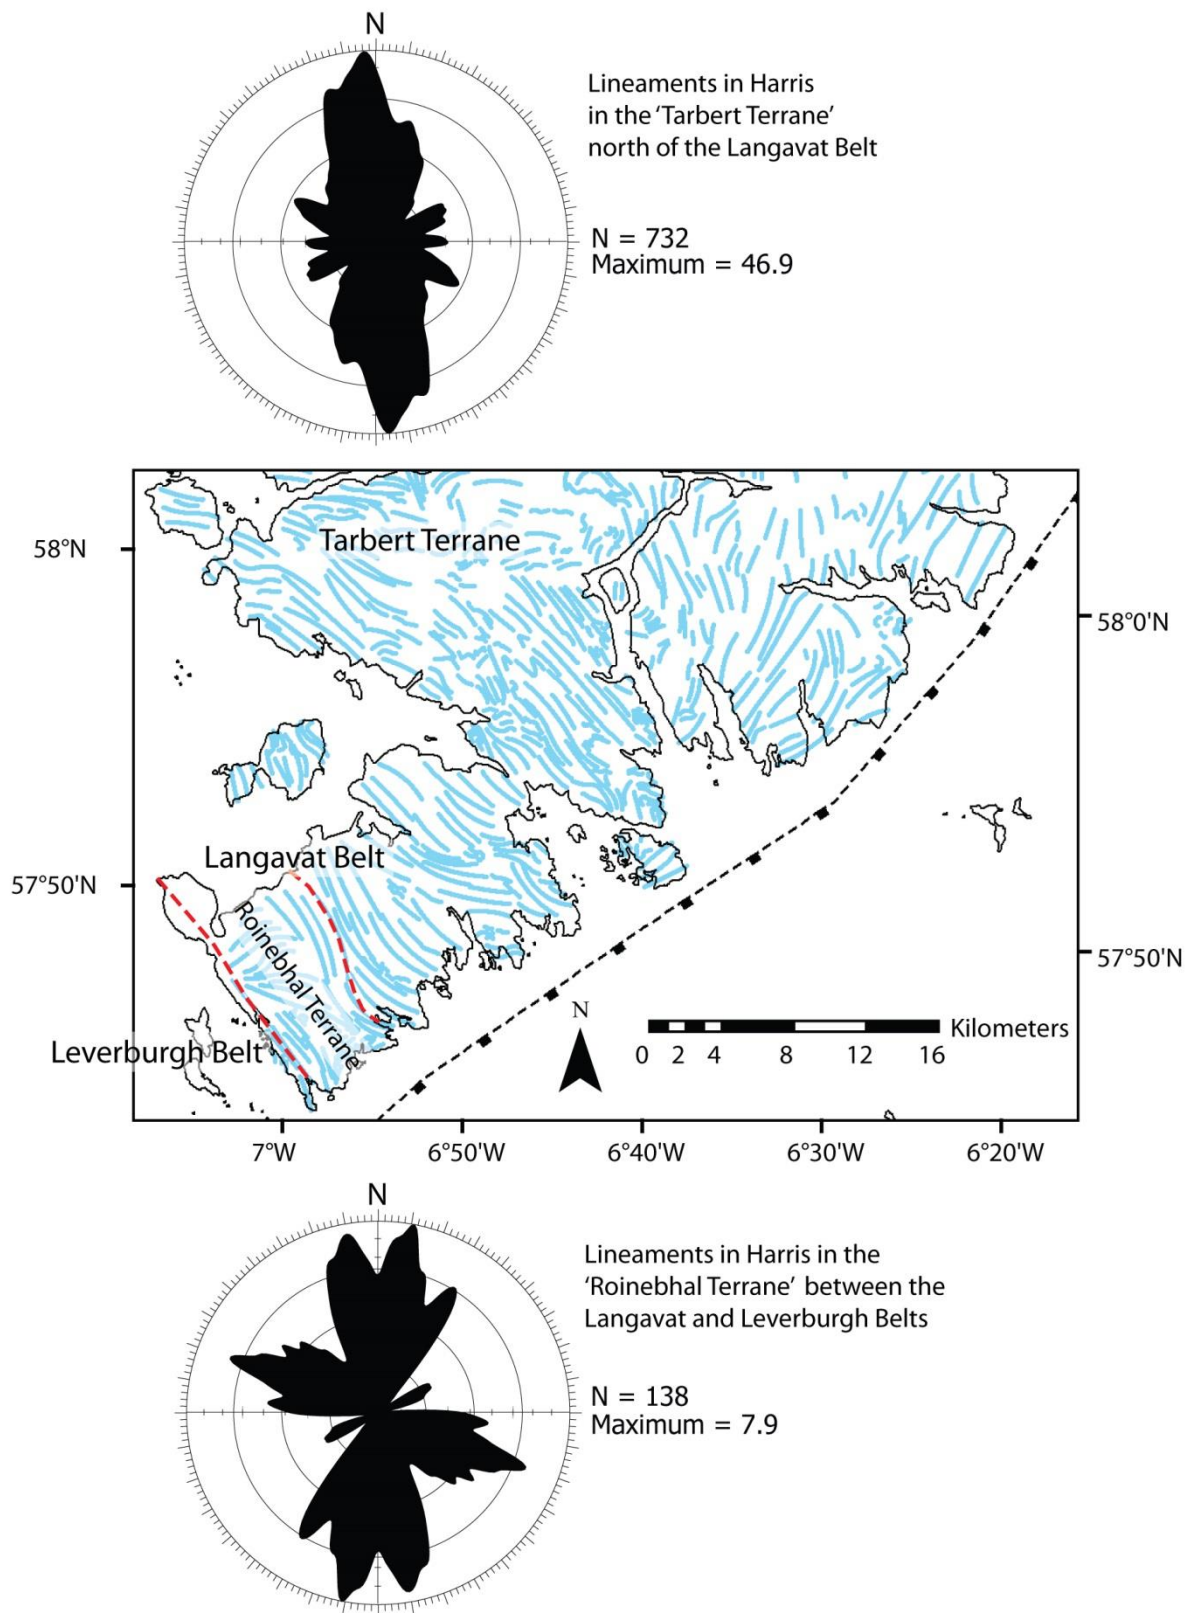 N
Lineaments in Harris
in the 'Tarbert Terrane'
north of the Langavat Belt
N = 732
Maximum = 46.9
58°
Tarbert Terrane
58°0'N
57°50'N
Langavat Belt
Roinebhal Terrane
57°50'N
Leverburgh Belt
N
Kilometers
0 2 4 8 12 16
7°W 6°50'W 6°40'W 6°30'W 6°20'W
N
Lineaments in Harris in the
'Roinebhal Terrane' between the
Langavat and Leverburgh Belts
N = 138
Maximum = 7.9